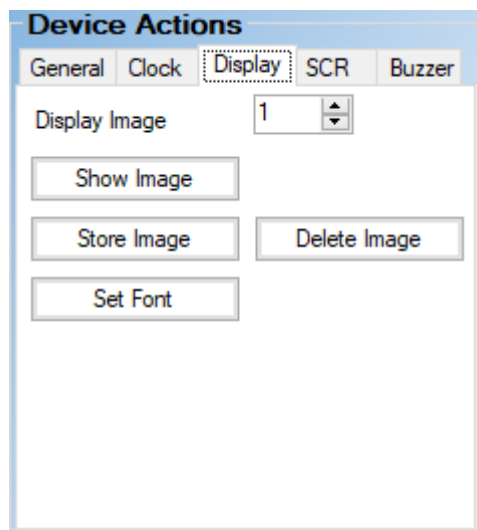 Device Actions
General Clock Display SCR Buzzer
Display Image 1
Show Image
Store Image Delete Image
Set Font